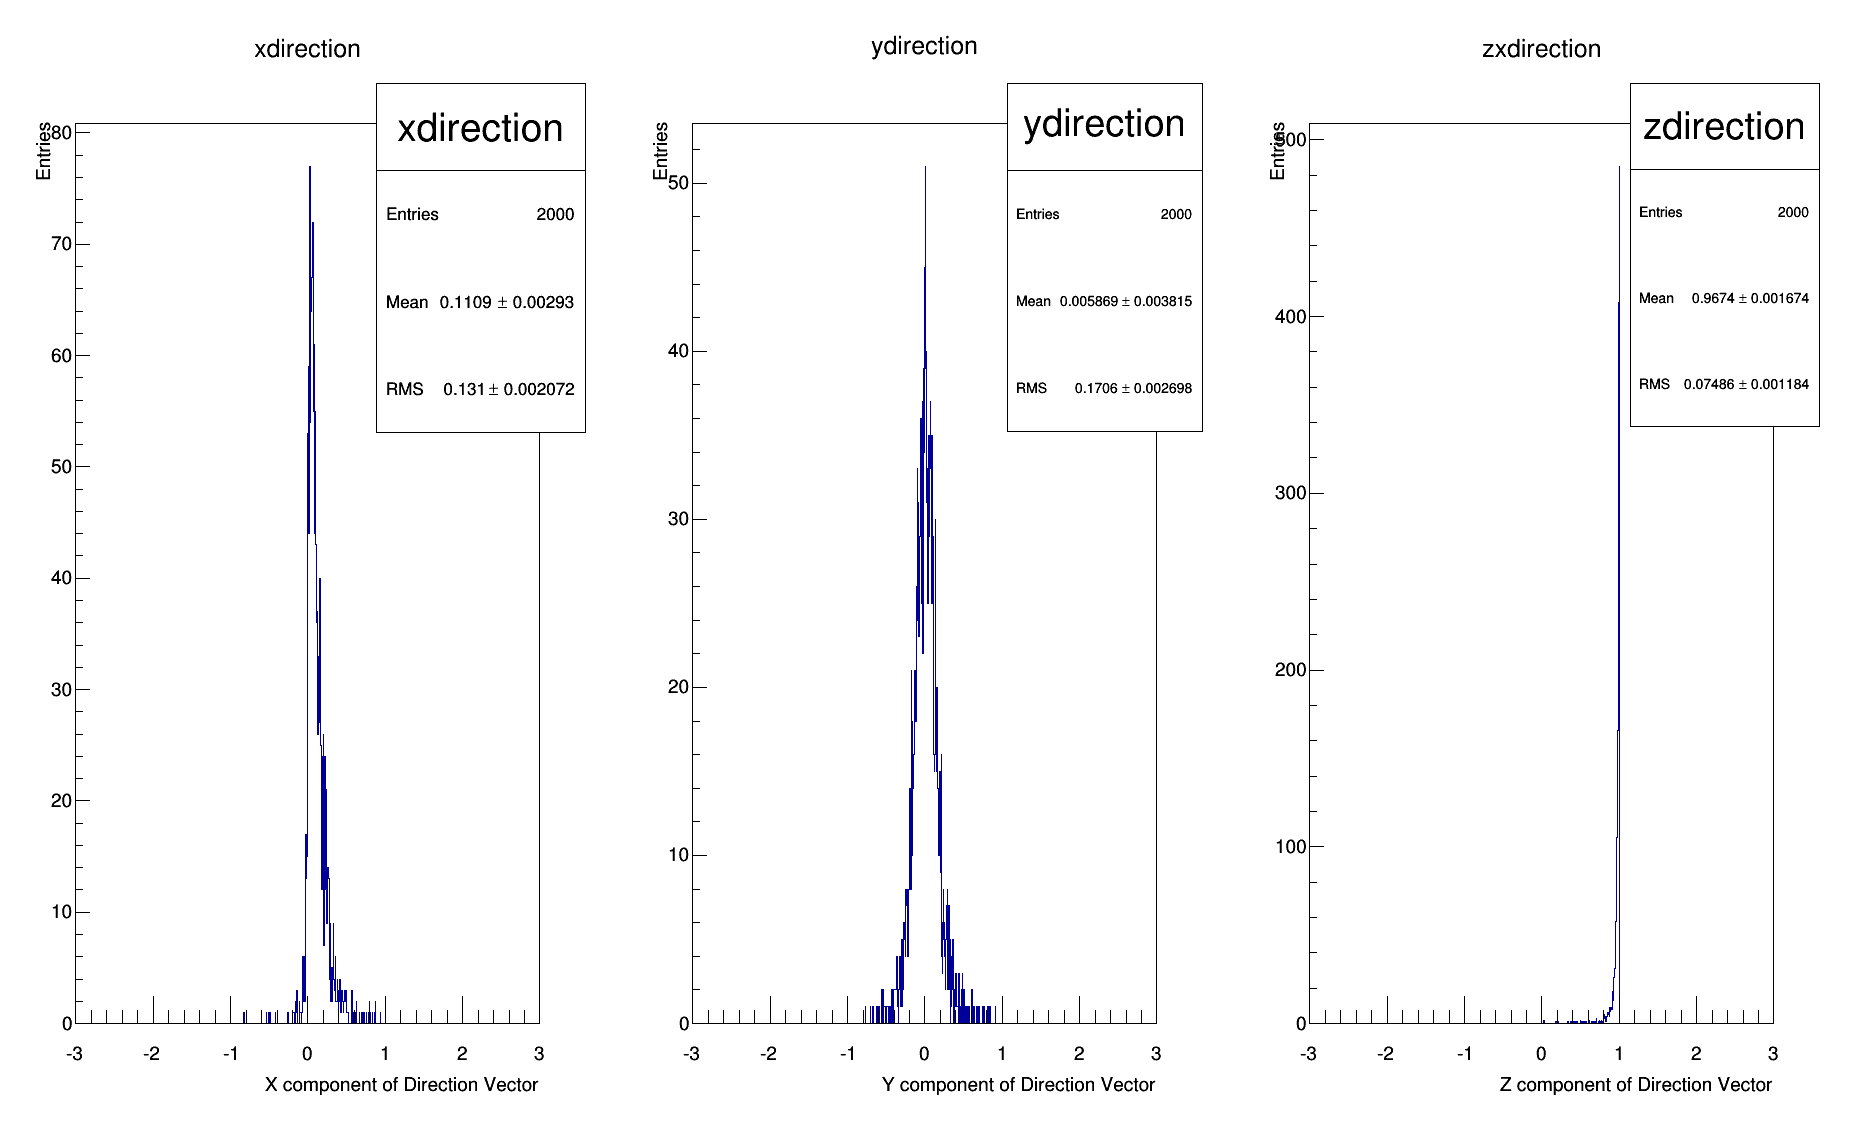 xdirection
xdirection
Entries 2000
Mean 0.1109 ± 0.00293
RMS 0.131 ± 0.002072
Entries
80
70
60
50
40
30
20
10
0
-3 -2 -1 0 1 2 3
X component of Direction Vector
ydirection
ydirection
Entries 2000
Mean 0.005869 ± 0.003815
RMS 0.1706 ± 0.002698
Entries
50
40
30
20
10
0
-3 -2 -1 0 1 2 3
Y component of Direction Vector
zxdirection
zdirection
Entries 2000
Mean 0.9674 ± 0.001674
RMS 0.07486 ± 0.001184
Entries
500
400
300
200
100
0
-3 -2 -1 0 1 2 3
Z component of Direction Vector